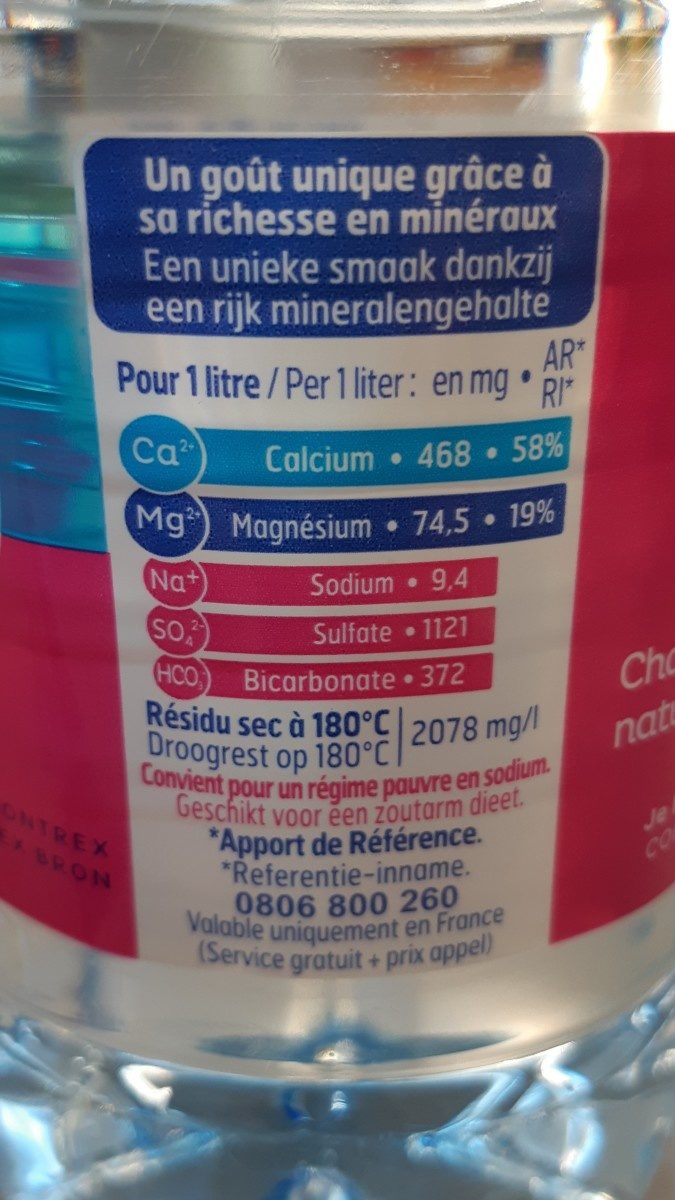 Un goût unique grâce à
sa richesse en minéraux
Een unieke smaak dankzij
een rijk mineralengehalte
Pour 1 litre / Per 1 liter : en mg • AR*
RI*
Ca²⁺ Calcium • 468 • 58%
Mg²⁺ Magnésium • 74,5 • 19%
Na⁺ Sodium • 9,4
SO₄²⁻ Sulfate • 1121
HCO₃⁻ Bicarbonate • 372
Résidu sec à 180°C | 2078 mg/l
Droogrest op 180°C
Convient pour un régime pauvre en sodium.
Geschikt voor een zoutarm dieet.
*Apport de Référence.
*Referentie-inname.
0806 800 260
Valable uniquement en France
(Service gratuit + prix appel)
BRON
Je